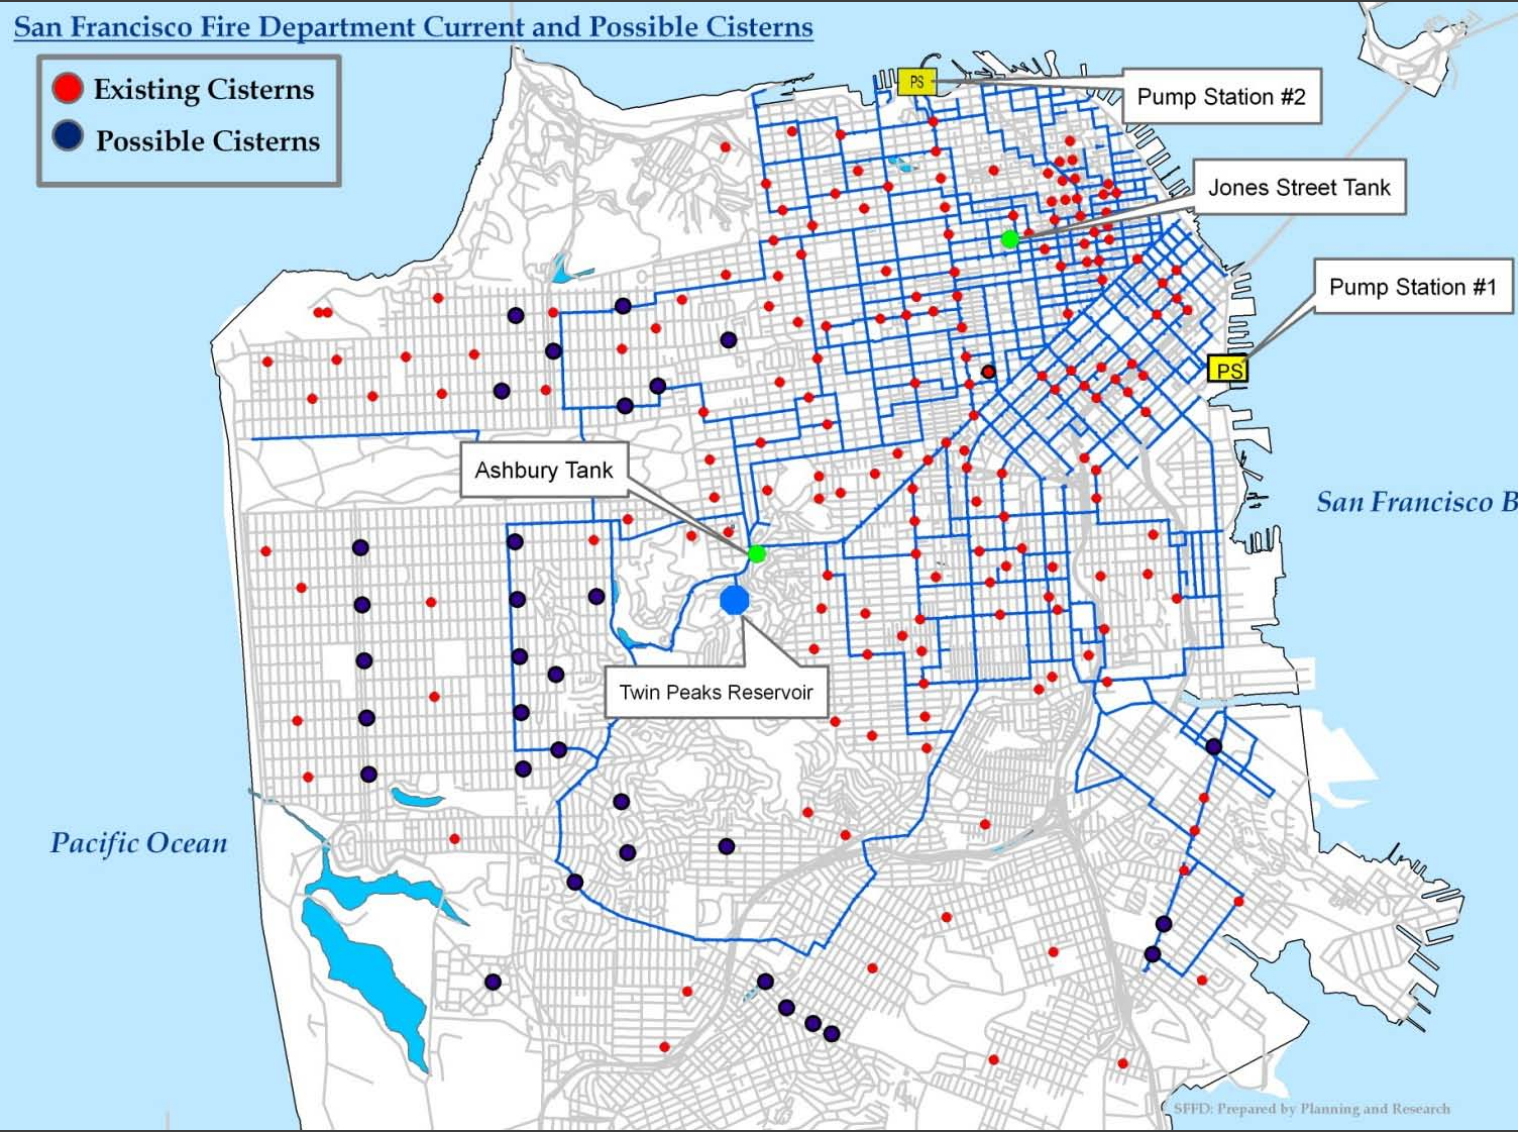 San Francisco Fire Department Current and Possible Cisterns
Existing Cisterns
Possible Cisterns
PS
Pump Station #2
Jones Street Tank
Pump Station #1
PS
Ashbury Tank
San Francisco B
Twin Peaks Reservoir
Pacific Ocean
SFFD: Prepared by Planning and Research